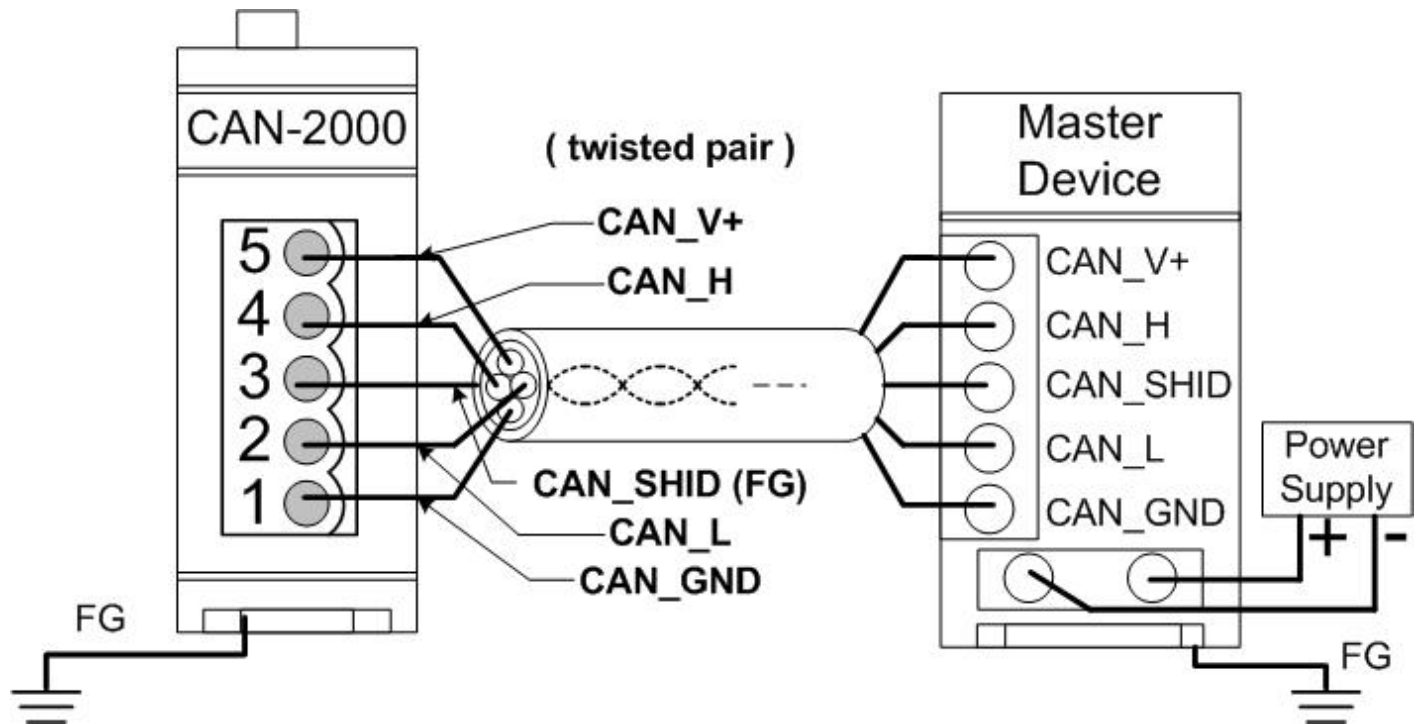 CAN-2000
( twisted pair )
CAN_V+
CAN_H
5
4
3
2
1
CAN_SHID (FG)
CAN_L
CAN_GND
FG
Master
Device
CAN_V+
CAN_H
CAN_SHID
CAN_L
CAN_GND
Power
Supply
+ -
FG